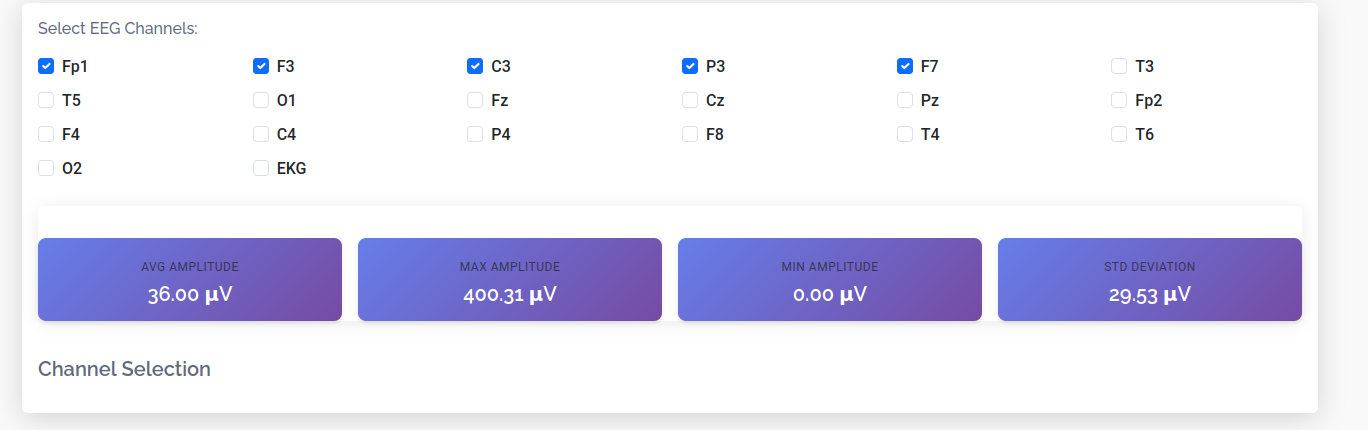 Select EEG Channels:
Fp1 F3 C3 P3 F7 T3
T5 O1 Fz Cz Pz Fp2
F4 C4 P4 F8 T4 T6
O2 EKG
AVG AMPLITUDE MAX AMPLITUDE MIN AMPLITUDE STD DEVIATION
36.00 µV 400.31 µV 0.00 µV 29.53 µV
Channel Selection